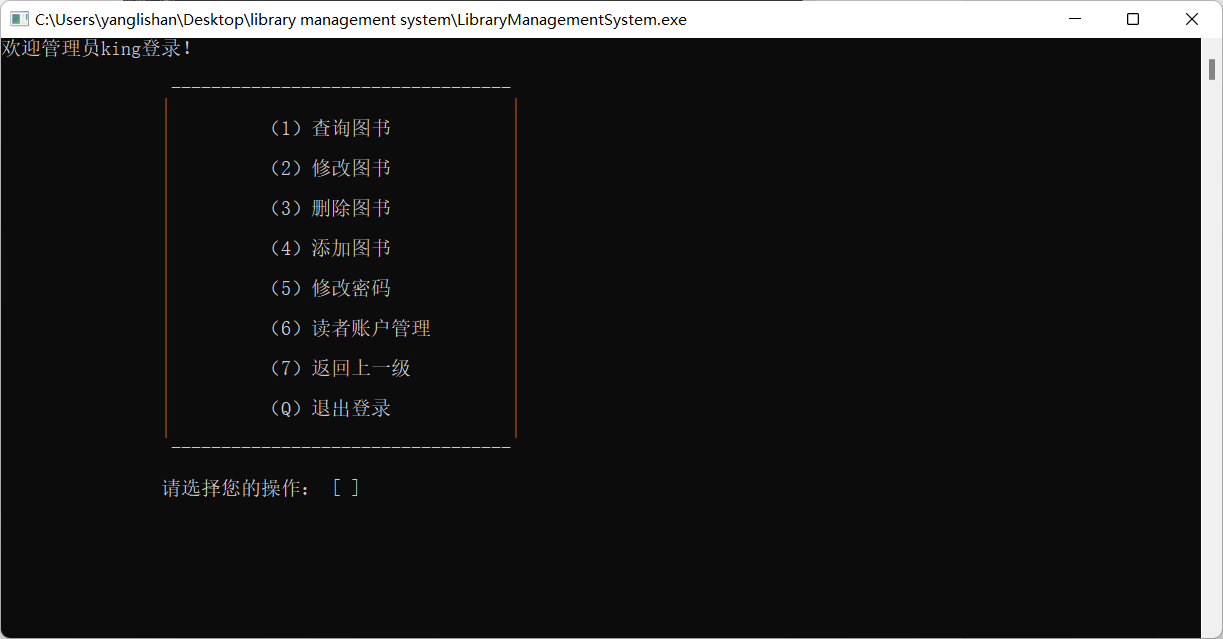 C:\Users\yanglishan\Desktop\library management system\LibraryManagementSystem.exe
欢迎管理员king登录!
----------------------------------
（1）查询图书
（2）修改图书
（3）删除图书
（4）添加图书
（5）修改密码
（6）读者账户管理
（7）返回上一级
（Q）退出登录
----------------------------------
请选择您的操作： [ ]